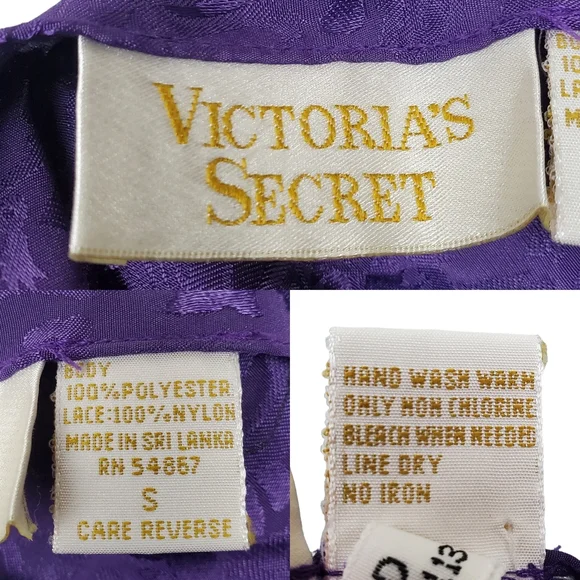 VICTORIA'S
SECRET
BODY
100%POLYESTER
LACE:100%NYLON
MADE IN SRI LANKA
RN 54867
S
CARE REVERSE
HAND WASH WARM
ONLY NON CHLORINE
BLEACH WHEN NEEDED
LINE DRY
NO IRON
13